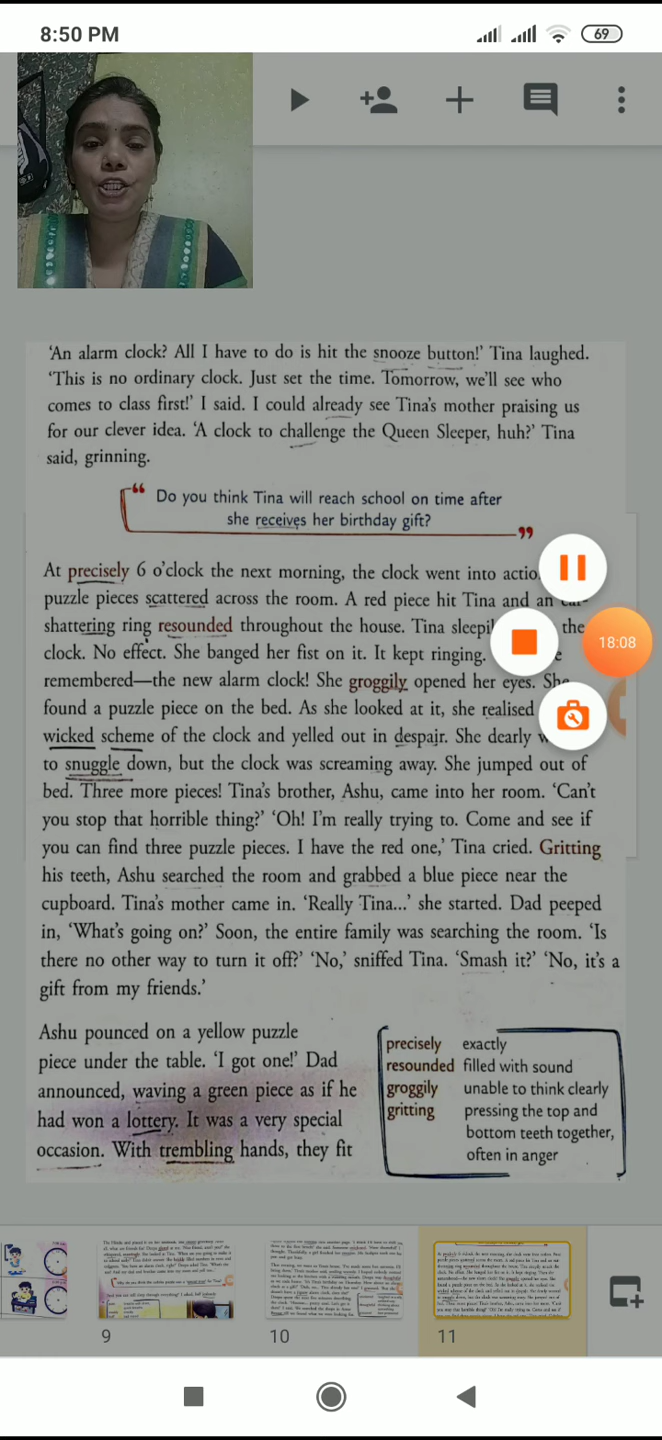 8:50 PM
69
'An alarm clock? All I have to do is hit the snooze button!' Tina laughed.
'This is no ordinary clock. Just set the time. Tomorrow, we'll see who
comes to class first!' I said. I could already see Tina's mother praising us
for our clever idea. 'A clock to challenge the Queen Sleeper, huh?' Tina
said, grinning.
“ Do you think Tina will reach school on time after
she receives her birthday gift? ”
At precisely 6 o'clock the next morning, the clock went into actio
puzzle pieces scattered across the room. A red piece hit Tina and an
shattering ring resounded throughout the house. Tina sleepi the
clock. No effect. She banged her fist on it. It kept ringing.
remembered—the new alarm clock! She groggily opened her eyes. She
found a puzzle piece on the bed. As she looked at it, she realised
wicked scheme of the clock and yelled out in despair. She dearly w
to snuggle down, but the clock was screaming away. She jumped out of
bed. Three more pieces! Tina's brother, Ashu, came into her room. 'Can't
you stop that horrible thing?' 'Oh! I'm really trying to. Come and see if
you can find three puzzle pieces. I have the red one,' Tina cried. Gritting
his teeth, Ashu searched the room and grabbed a blue piece near the
cupboard. Tina's mother came in. 'Really Tina...' she started. Dad peeped
in, 'What's going on?' Soon, the entire family was searching the room. 'Is
there no other way to turn it off?' 'No,' sniffed Tina. 'Smash it?' 'No, it's a
gift from my friends.'
18:08
Ashu pounced on a yellow puzzle
piece under the table. 'I got one!' Dad
announced, waving a green piece as if he
had won a lottery. It was a very special
occasion. With trembling hands, they fit
precisely exactly
resounded filled with sound
groggily unable to think clearly
gritting pressing the top and
bottom teeth together,
often in anger
9
10
11